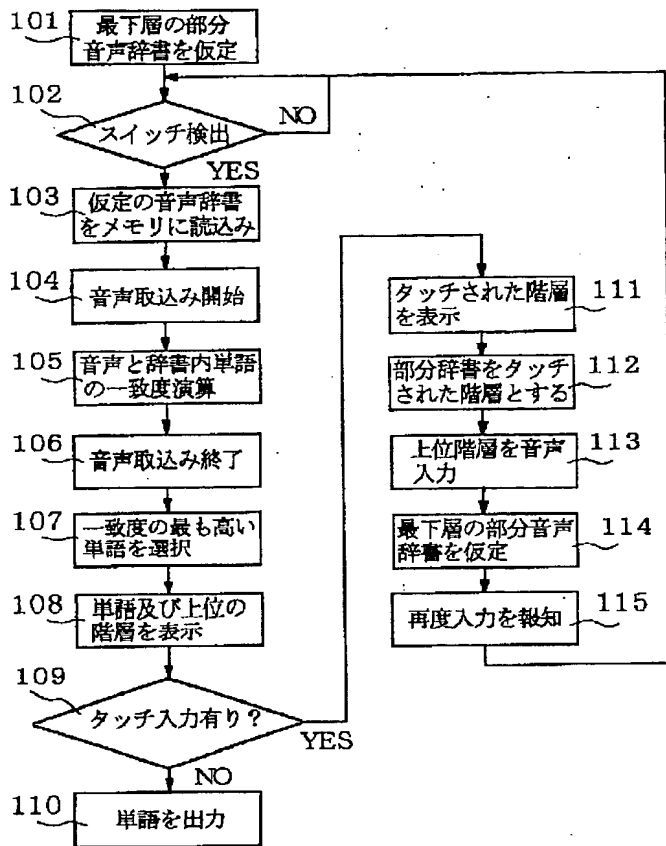 101
最下層の部分
音声辞書を仮定
102
スイッチ検出
NO
YES
103
仮定の音声辞書
をメモリに読込み
104
音声取込み開始
105
音声と辞書内単語
の一致度演算
106
音声取込み終了
107
一致度の最も高い
単語を選択
108
単語及び上位の
階層を表示
109
タッチ入力有り?
YES
NO
110
単語を出力
タッチされた階層
を表示
111
部分辞書をタッチ
された階層とする
112
上位階層を音声
入力
113
最下層の部分音声
辞書を仮定
114
再度入力を報知
115